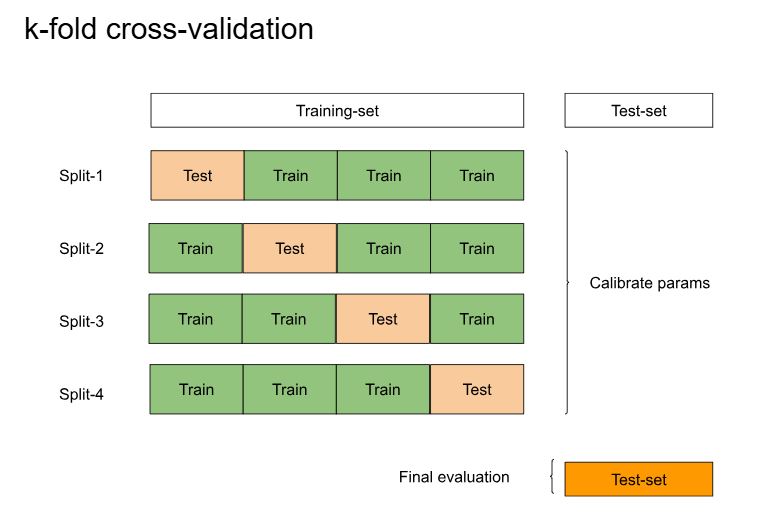 k-fold cross-validation
Training-set
Test-set
Split-1
Test
Train
Train
Train
Split-2
Train
Test
Train
Train
Calibrate params
Split-3
Train
Train
Test
Train
Split-4
Train
Train
Train
Test
Final evaluation
Test-set